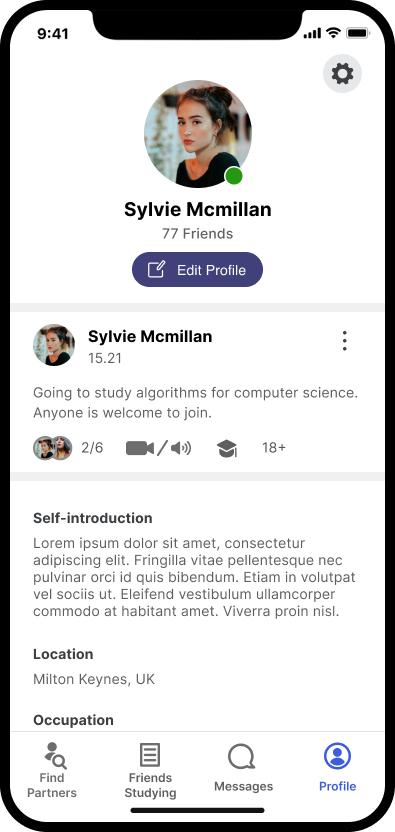 9:41
Sylvie Mcmillan
77 Friends
Edit Profile
Sylvie Mcmillan
15.21
Going to study algorithms for computer science.
Anyone is welcome to join.
2/6
/
18+
Self-introduction
Lorem ipsum dolor sit amet, consectetur
adipiscing elit. Fringilla vitae pellentesque nec
pulvinar orci id quis bibendum. Etiam in volutpat
vel sociis ut. Eleifend vestibulum ullamcorper
commodo at habitant amet. Viverra proin nisl.
Location
Milton Keynes, UK
Occupation
Find
Partners
Friends
Studying
Messages
Profile